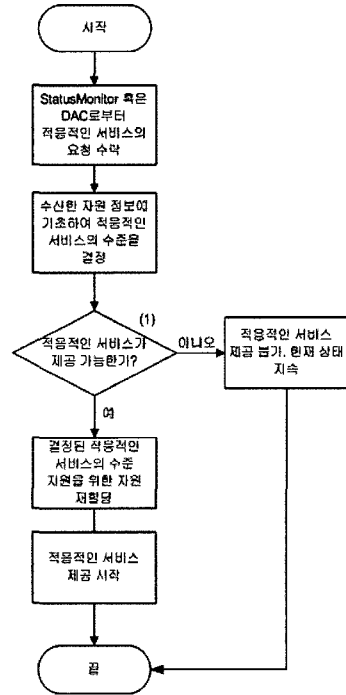 시작
StatusMonitor 혹은
DAC로부터
적응적인 서비스의
요청 수락
수신한 자원 정보에
기초하여 적응적인
서비스의 수준을
결정
(1)
적응적인 서비스가
제공 가능한가?
아니오
적응적인 서비스
제공 불가, 현재 상태
지속
예
결정된 적응적인
서비스의 수준
지원을 위한 자원
재할당
적응적인 서비스
제공 시작
끝